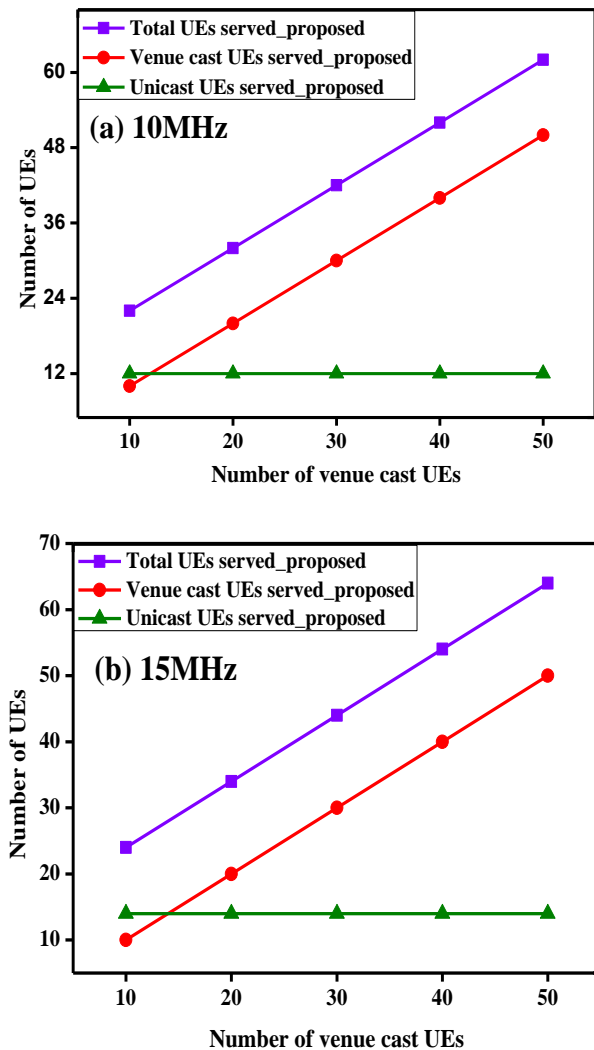 Total UEs served_proposed
Venue cast UEs served_proposed
Unicast UEs served_proposed
(a) 10MHz
Number of UEs
60
48
36
24
12
10 20 30 40 50
Number of venue cast UEs
Total UEs served_proposed
Venue cast UEs served_proposed
Unicast UEs served_proposed
(b) 15MHz
Number of UEs
70
60
50
40
30
20
10
10 20 30 40 50
Number of venue cast UEs